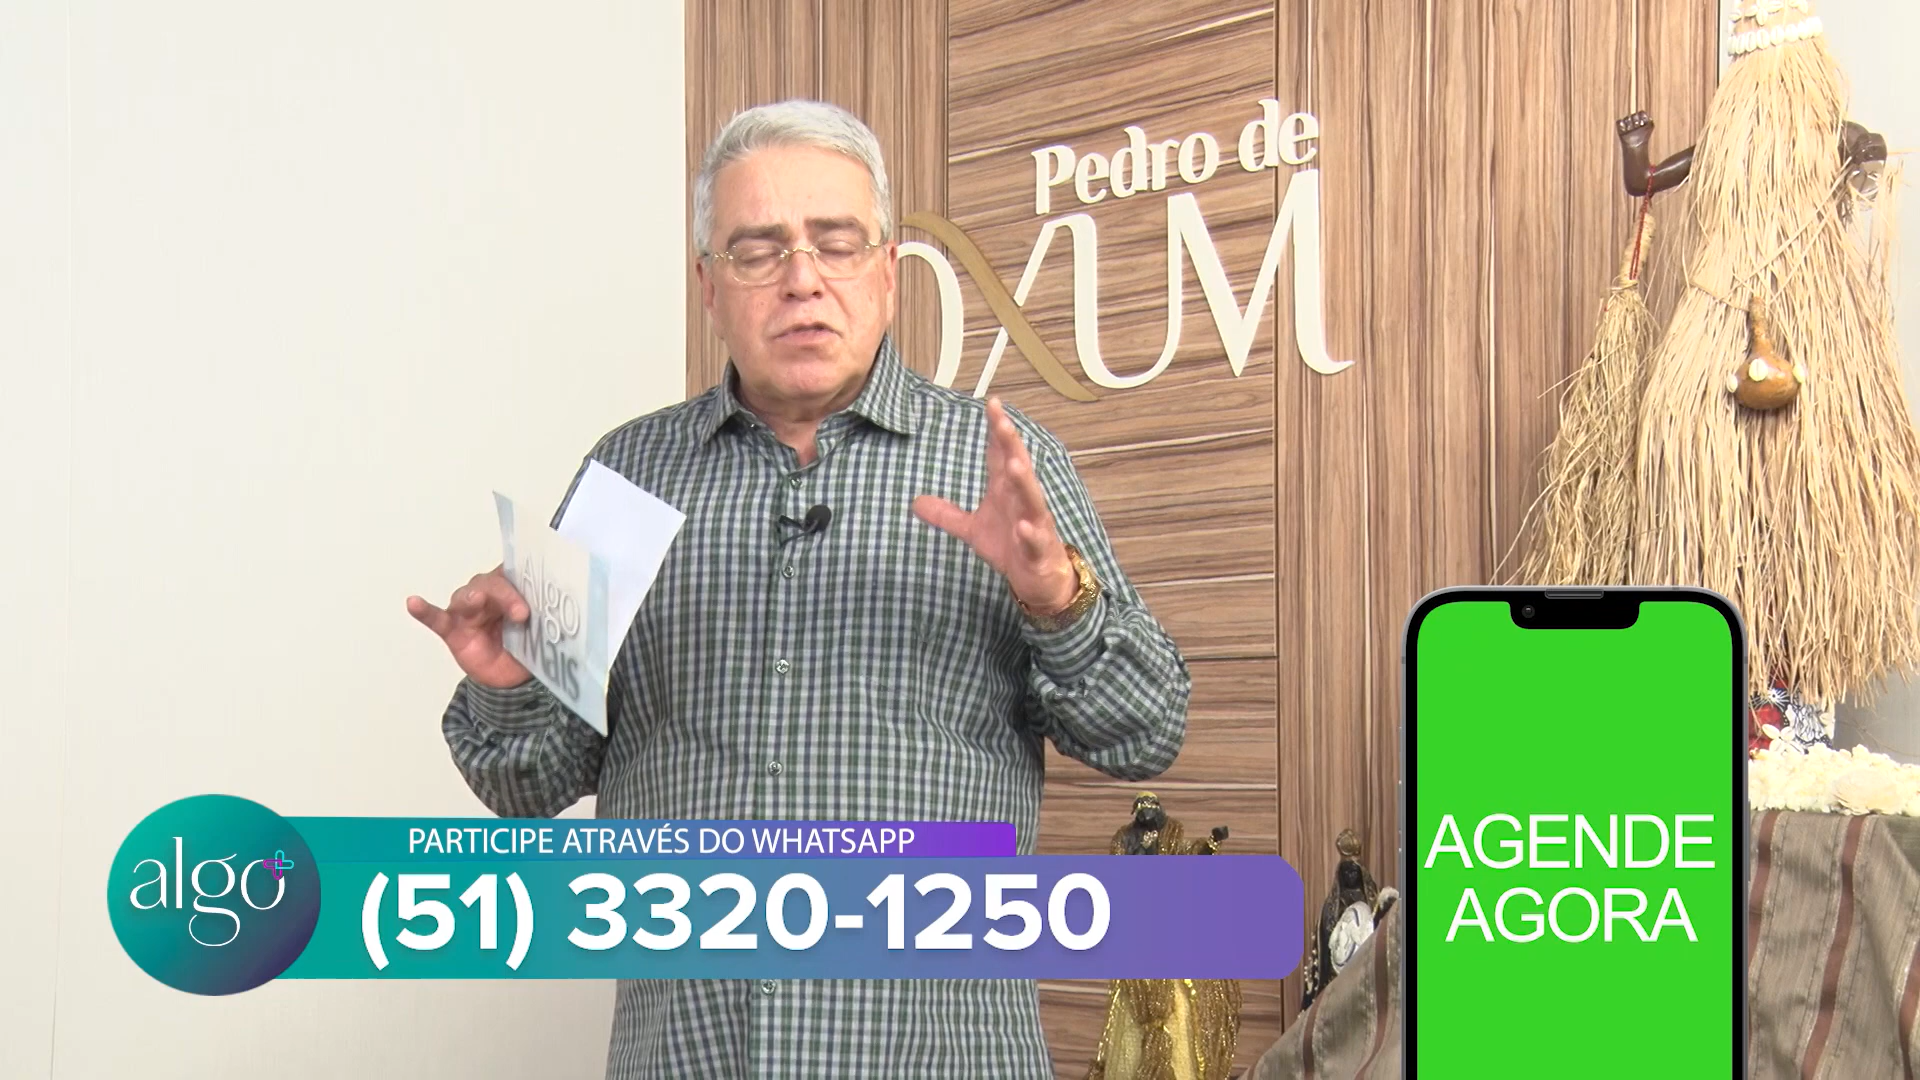 Pedro de
OXUM
Algo
Mais
PARTICIPE ATRAVÉS DO WHATSAPP
algo+
(51) 3320-1250
AGENDE
AGORA